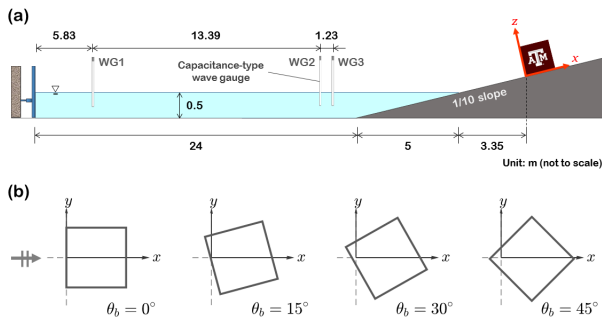 (a)
5.83
13.39
1.23
WG1
WG2
WG3
Capacitance-type
wave gauge
z
ATM
x
0.5
1/10 slope
24
5
3.35
Unit: m (not to scale)
(b)
y
y
y
y
x
x
x
x
θb = 0°
θb = 15°
θb = 30°
θb = 45°